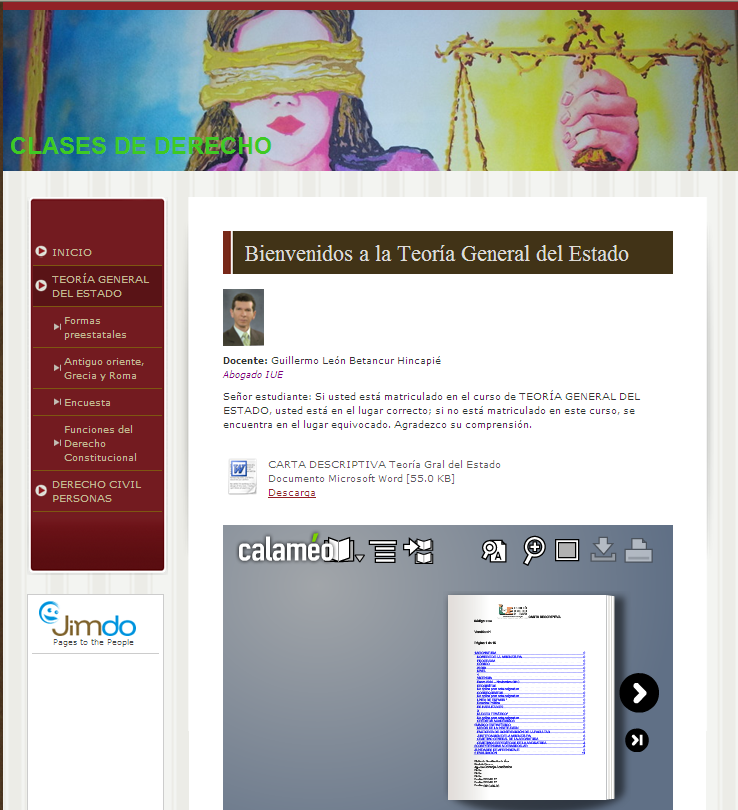 CLASES DE DERECHO
INICIO
TEORÍA GENERAL
DEL ESTADO
Formas
preestatales
Antiguo oriente,
Grecia y Roma
Encuesta
Funciones del
Derecho
Constitucional
DERECHO CIVIL
PERSONAS
Jimdo
Pages to the People
Bienvenidos a la Teoría General del Estado
Docente: Guillermo León Betancur Hincapié
Abogado IUE
Señor estudiante: Si usted está matriculado en el curso de TEORÍA GENERAL DEL
ESTADO, usted está en el lugar correcto; si no está matriculado en este curso, se
encuentra en el lugar equivocado. Agradezco su comprensión.
CARTA DESCRIPTIVA Teoría Gral del Estado
Documento Microsoft Word [55.0 KB]
Descarga
calaméo
CARTA DESCRIPTIVA